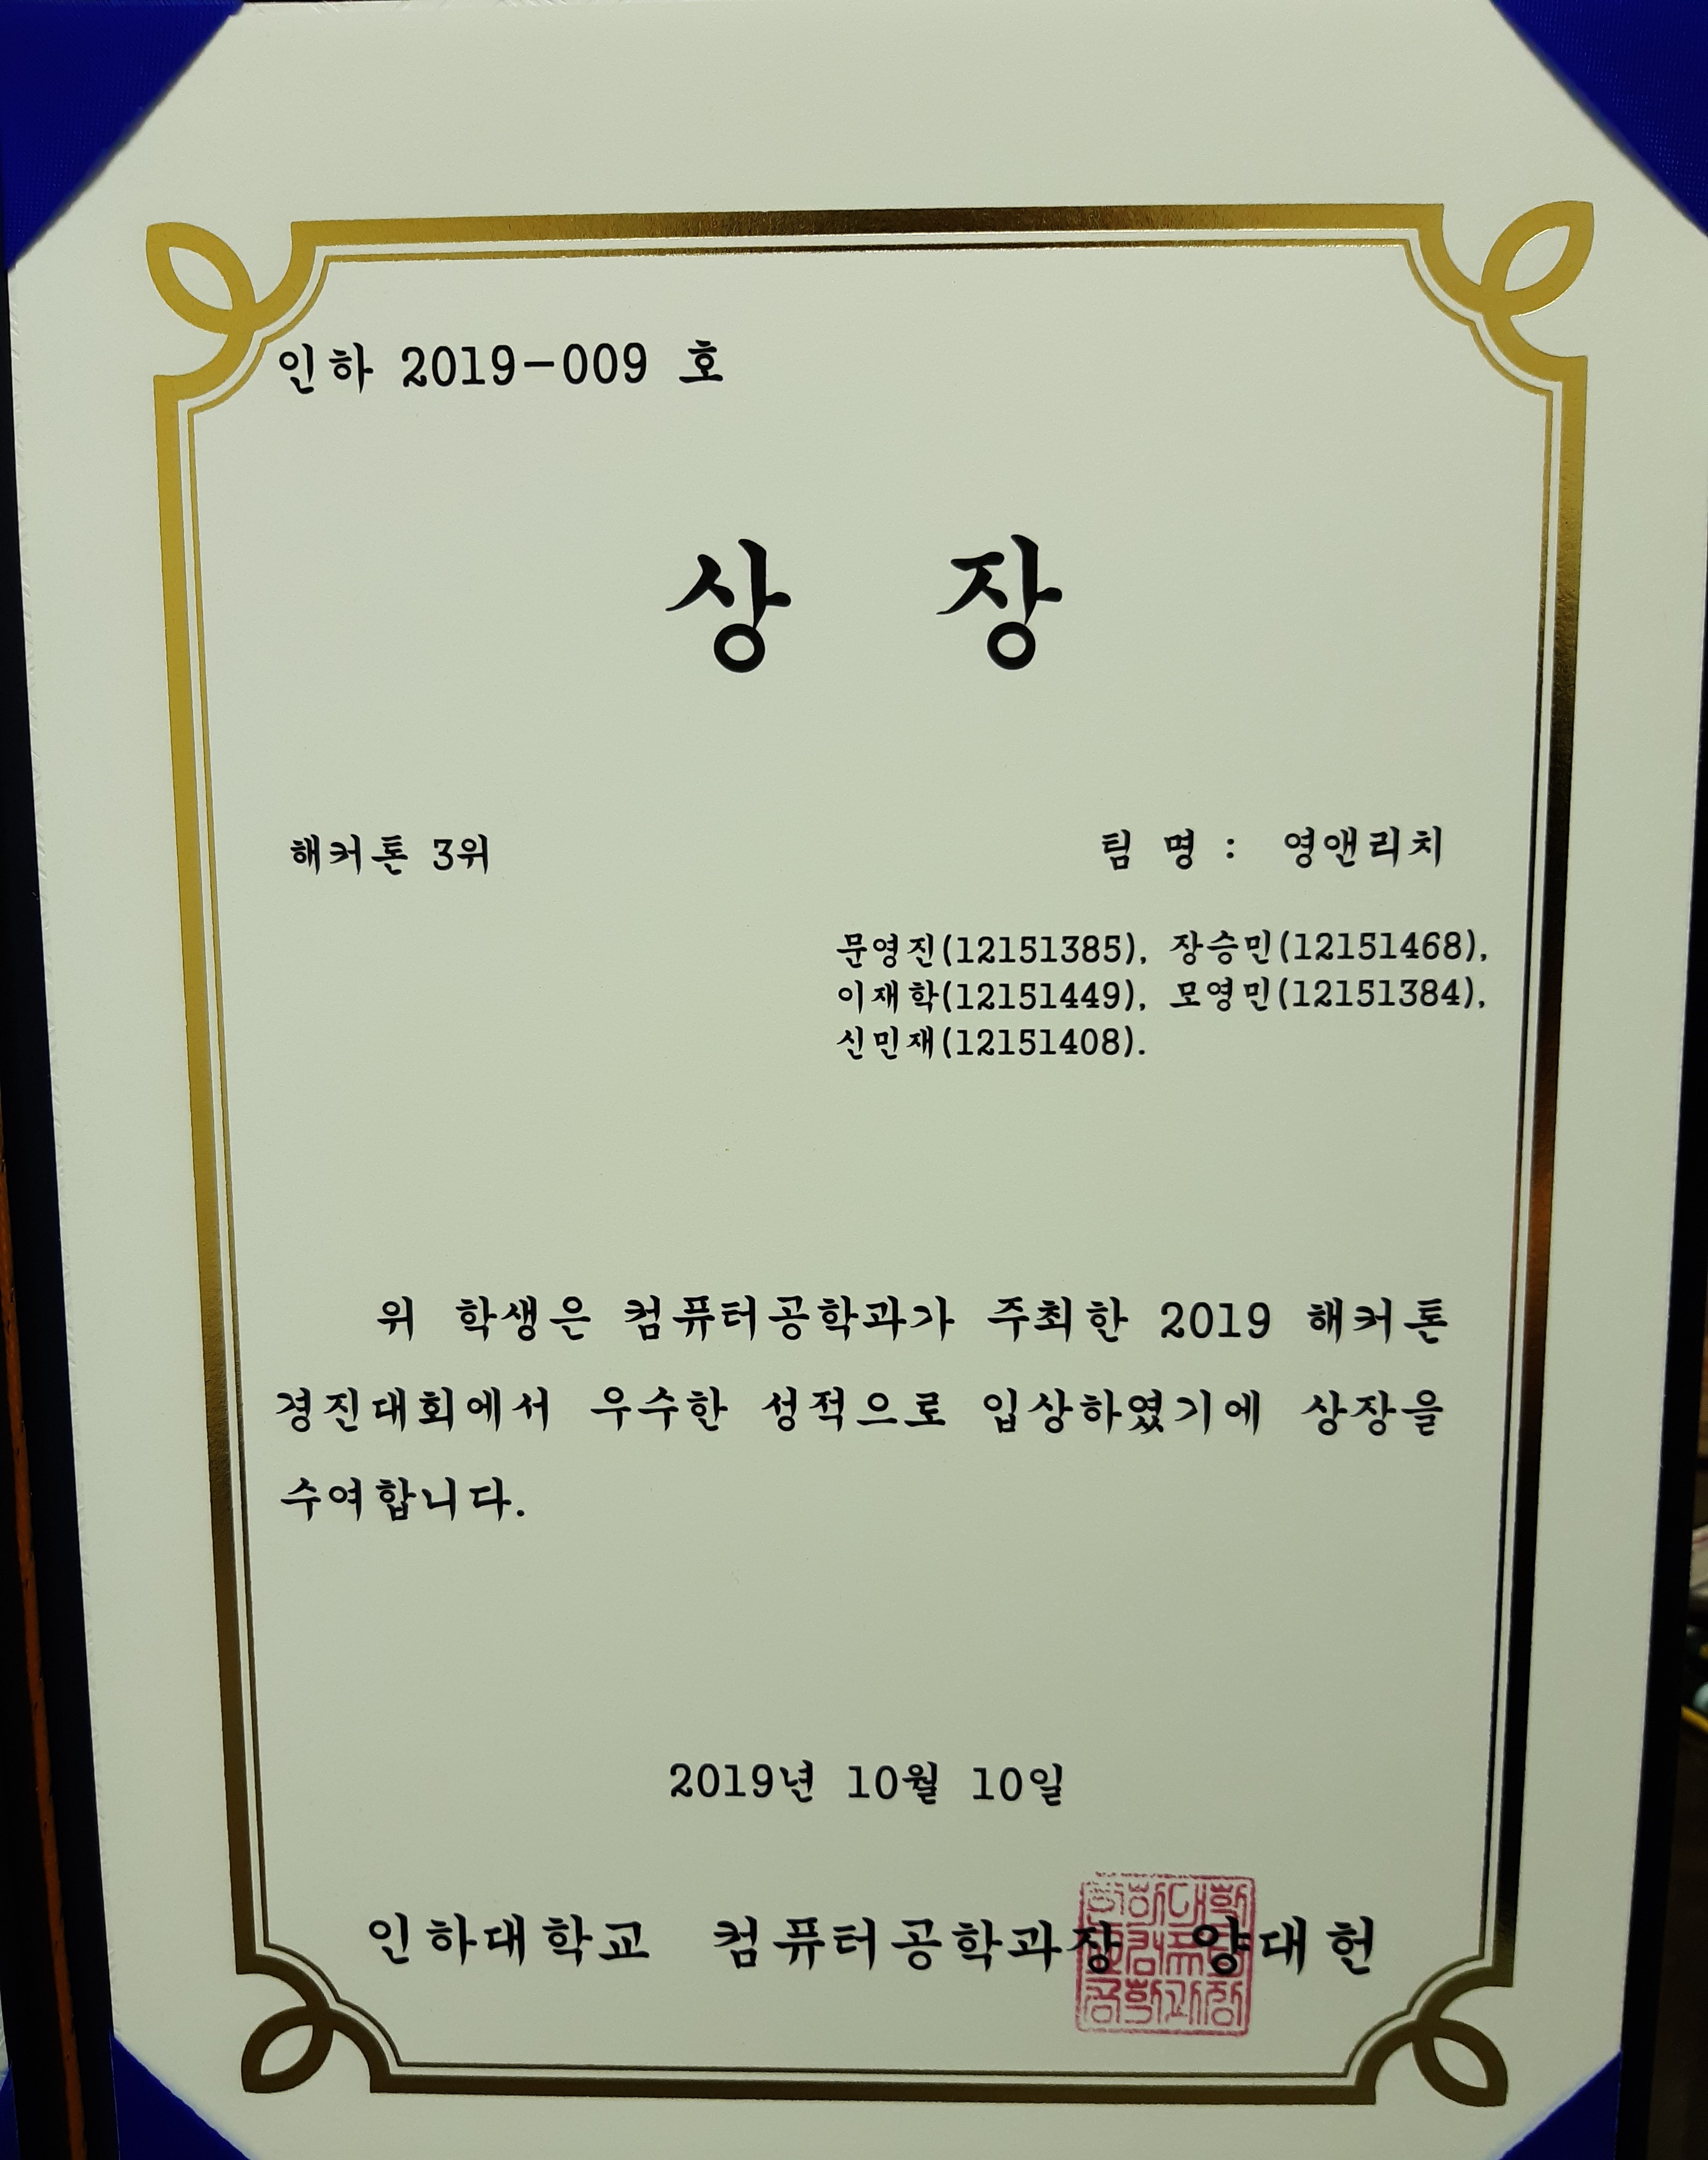 인하 2019-009 호
상 장
해커톤 3위
팀 명 : 영앤리치
문영진(12151385), 장승민(12151468),
이재학(12151449), 모영민(12151384),
신민재(12151408).
위 학생은 컴퓨터공학과가 주최한 2019 해커톤
경진대회에서 우수한 성적으로 입상하였기에 상장을
수여합니다.
2019년 10월 10일
인하대학교 컴퓨터공학과장 양대헌